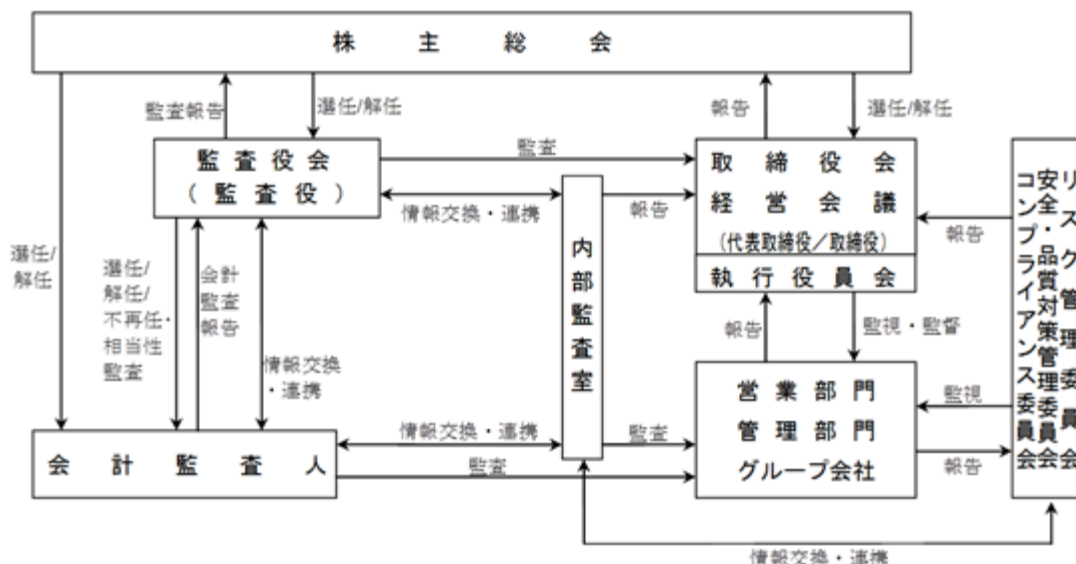 株主総会
監査報告
選任/解任
報告
選任/解任
監査役会
(監査役)
監査
取締役会
経営会議
(代表取締役/取締役)
執行役員会
情報交換・連携
報告
報告
内部監査室
リスク管理委員会
安全・品質対策管理委員会
コンプライアンス委員会
選任/
解任
選任/
解任/
不再任・
相当性
監査
会計
監査
報告
情報交換
・連携
報告
監視・監督
営業部門
管理部門
グループ会社
監視
報告
情報交換・連携
監査
会計監査人
監査
情報交換・連携